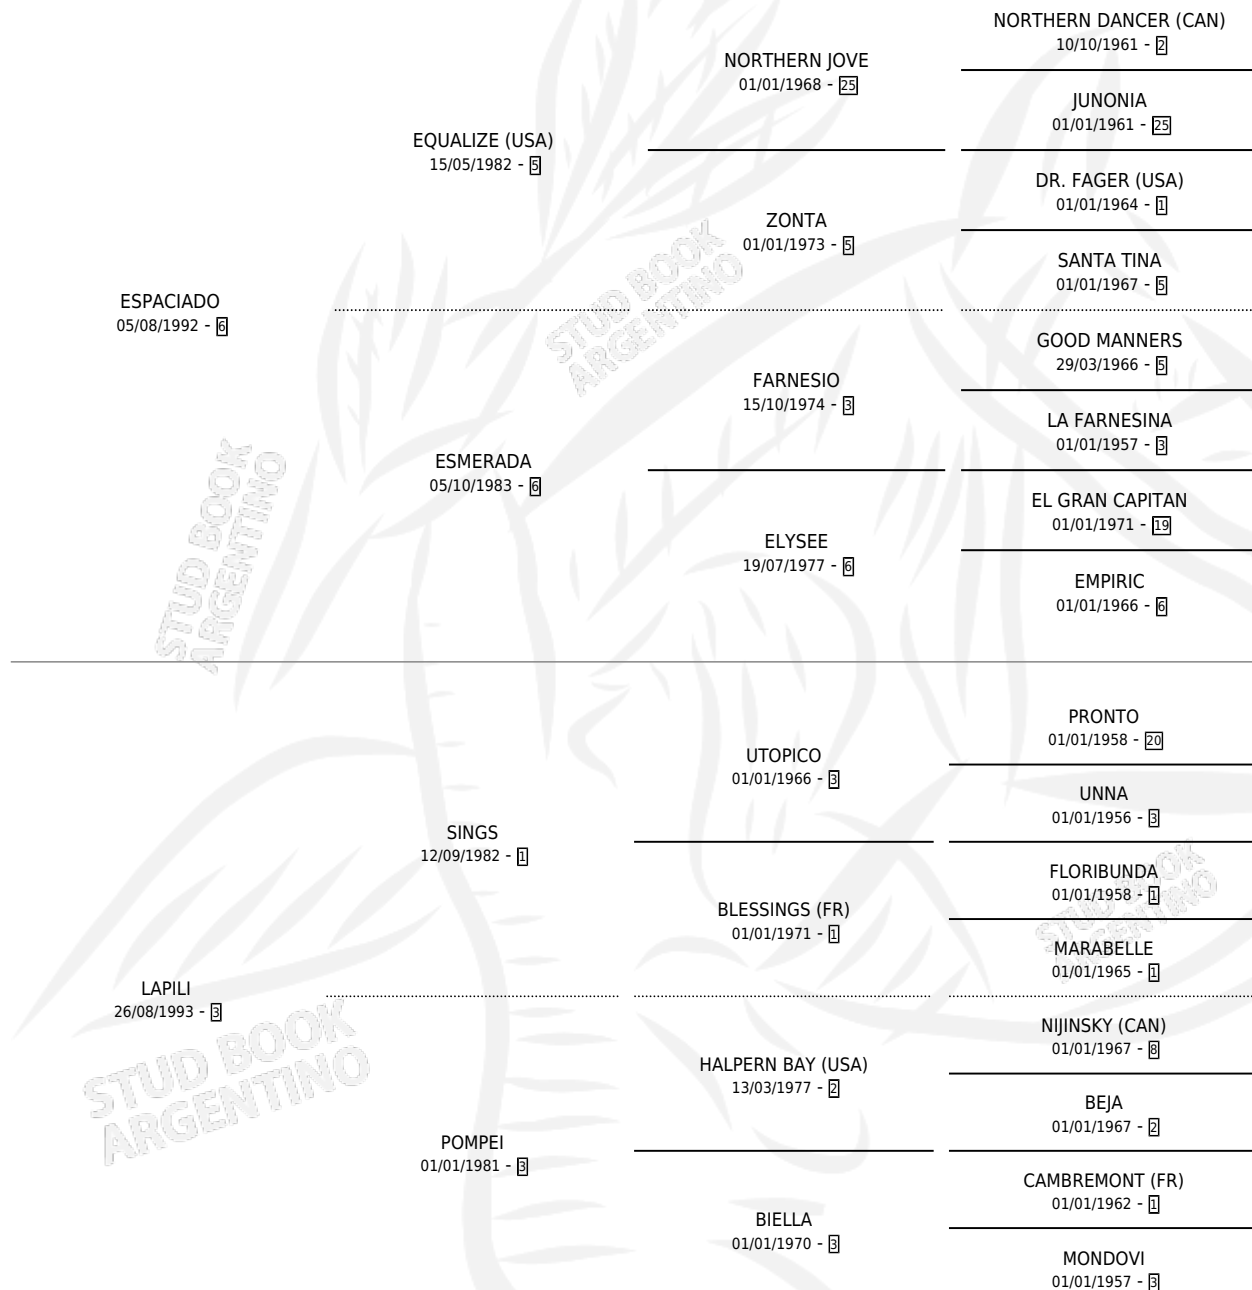 NORTHERN DANCER (CAN)
10/10/1961 - 2
NORTHERN JOVE
01/01/1968 - 25
JUNONIA
01/01/1961 - 25
EQUALIZE (USA)
15/05/1982 - 5
DR. FAGER (USA)
01/01/1964 - 1
ZONTA
01/01/1973 - 5
SANTA TINA
01/01/1967 - 5
ESPACIADO
05/08/1992 - 6
STUD BOOK
ARGENTINO
GOOD MANNERS
29/03/1966 - 5
FARNESIO
15/10/1974 - 3
LA FARNESINA
01/01/1957 - 3
ESMERADA
05/10/1983 - 6
EL GRAN CAPITAN
01/01/1971 - 19
ELYSEE
19/07/1977 - 6
EMPIRIC
01/01/1966 - 6
STUD BOOK
ARGENTINO
PRONTO
01/01/1958 - 20
UTOPICO
01/01/1966 - 3
UNNA
01/01/1956 - 3
SINGS
12/09/1982 - 1
FLORIBUNDA
01/01/1958 - 1
BLESSINGS (FR)
01/01/1971 - 1
MARABELLE
01/01/1965 - 1
STUD BOOK
ARGENTINO
LAPILI
26/08/1993 - 3
NIJINSKY (CAN)
01/01/1967 - 8
HALPERN BAY (USA)
13/03/1977 - 2
BEJA
01/01/1967 - 2
STUD BOOK
ARGENTINO
POMPEI
01/01/1981 - 3
CAMBREMONT (FR)
01/01/1962 - 1
BIELLA
01/01/1970 - 3
MONDOVI
01/01/1957 - 3